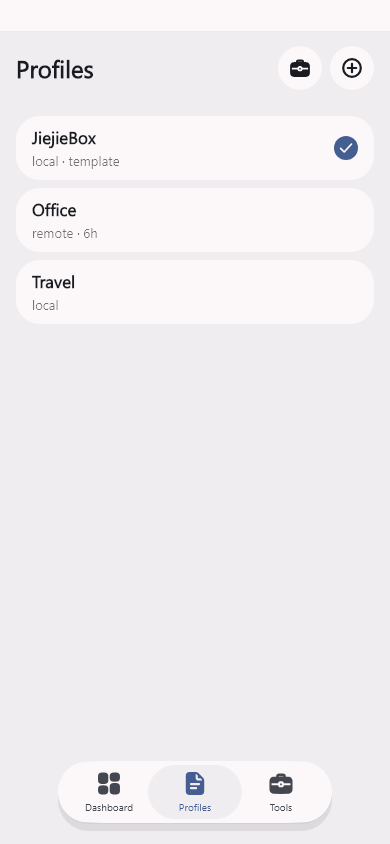 Profiles
JiejieBox
local · template
Office
remote · 6h
Travel
local
Dashboard
Profiles
Tools